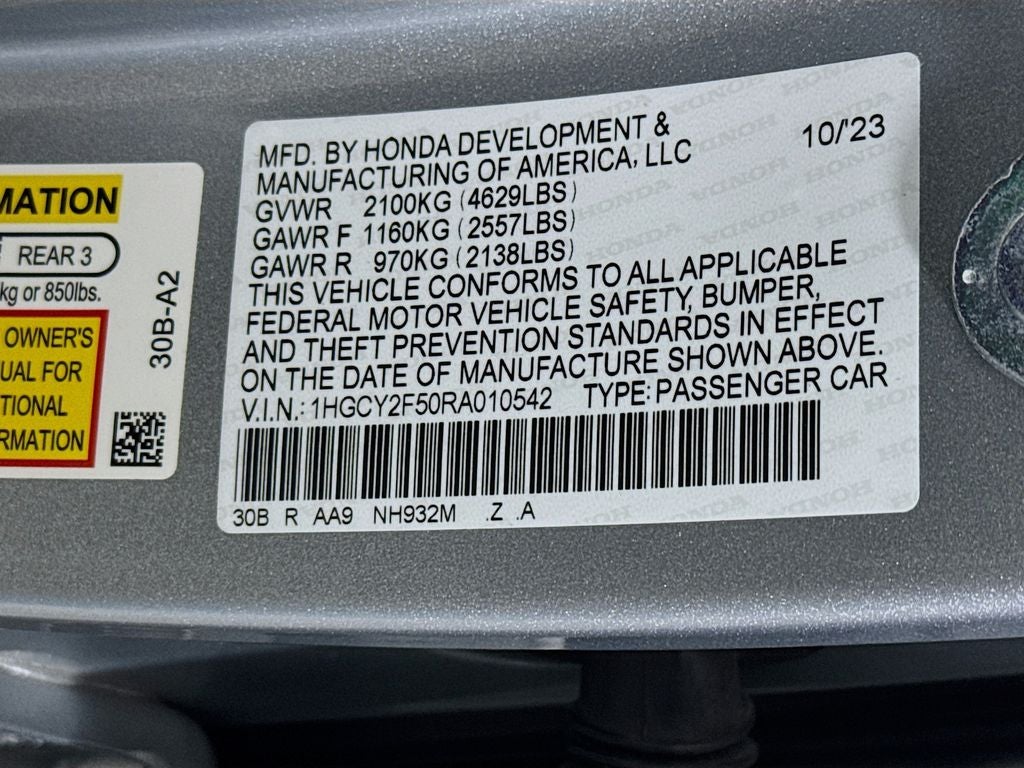 MATION
REAR 3
kg or 850lbs.
OWNER'S
UAL FOR
TIONAL
RMATION
30B-A2
MFD. BY HONDA DEVELOPMENT &
MANUFACTURING OF AMERICA, LLC
10/'23
GVWR 2100KG (4629LBS)
GAWR F 1160KG (2557LBS)
GAWR R 970KG (2138LBS)
THIS VEHICLE CONFORMS TO ALL APPLICABLE
FEDERAL MOTOR VEHICLE SAFETY, BUMPER,
AND THEFT PREVENTION STANDARDS IN EFFECT
ON THE DATE OF MANUFACTURE SHOWN ABOVE.
V.I.N.: 1HGCY2F50RA010542 TYPE: PASSENGER CAR
30B R AA9 NH932M .Z .A